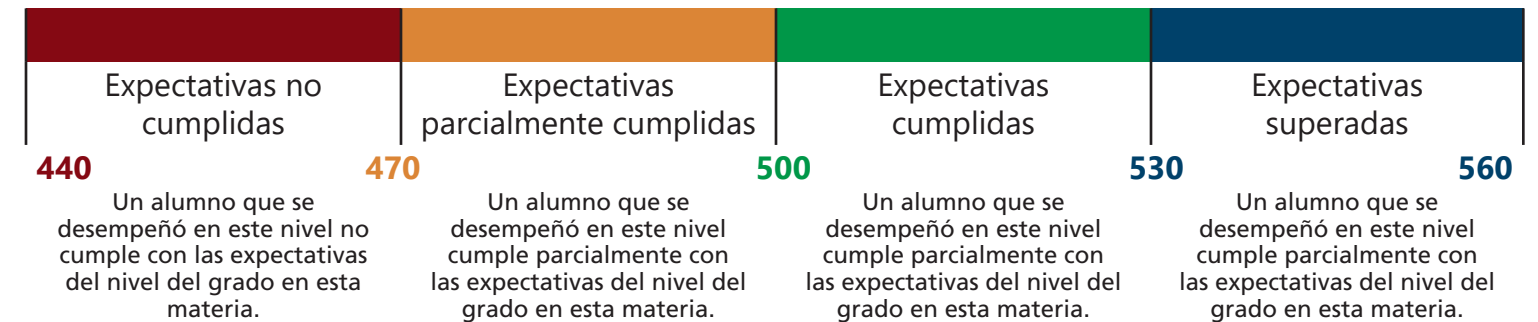 Expectativas no
cumplidas
Expectativas
parcialmente cumplidas
Expectativas
cumplidas
Expectativas
superadas
440
470
500
530
560
Un alumno que se
desempeñó en este nivel no
cumple con las expectativas
del nivel del grado en esta
materia.
Un alumno que se
desempeñó en este nivel
cumple parcialmente con
las expectativas del nivel del
grado en esta materia.
Un alumno que se
desempeñó en este nivel
cumple parcialmente con
las expectativas del nivel del
grado en esta materia.
Un alumno que se
desempeñó en este nivel
cumple parcialmente con
las expectativas del nivel del
grado en esta materia.